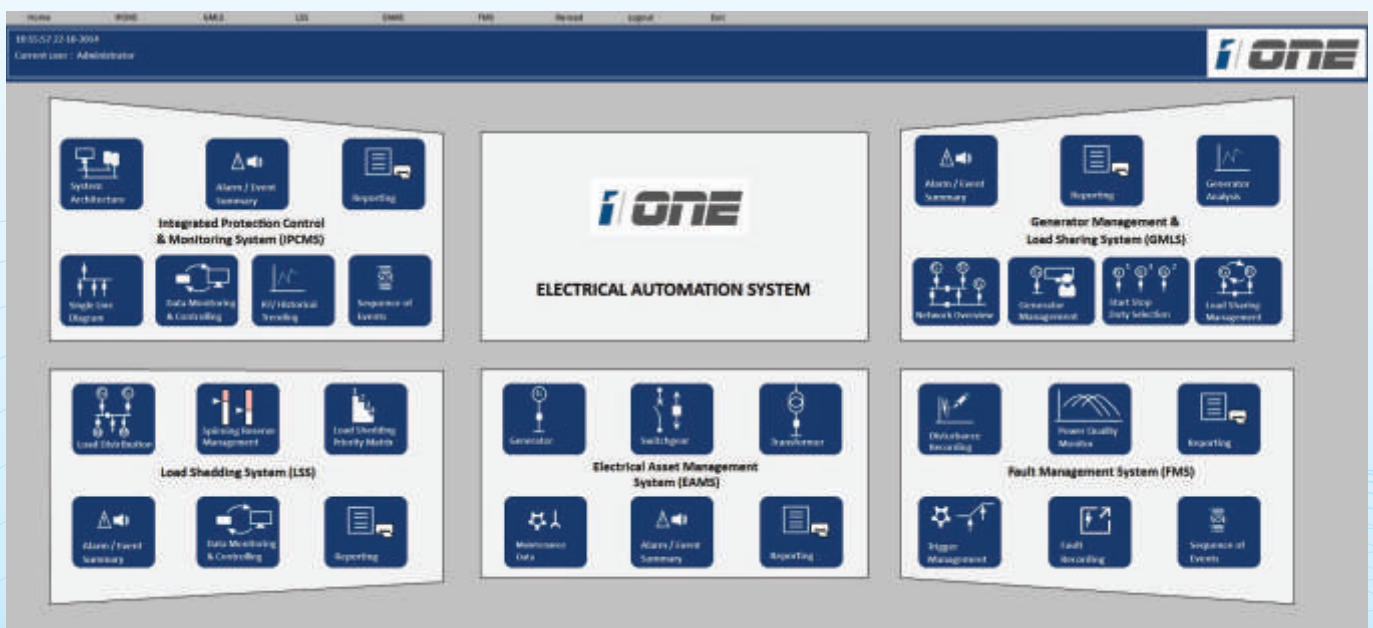 Home IPCMS GMLS LSS EAMS FMS Reload Logout Exit
Current user : Administrator
i ONE
System
Architecture
Alarm / Event
Summary
Reporting
Integrated Protection Control
& Monitoring System (IPCMS)
Single Line
Diagram
Data Monitoring
& Controlling
RT/ Historical
Trending
Sequence of
Events
i ONE
ELECTRICAL AUTOMATION SYSTEM
Alarm / Event
Summary
Reporting
Generator
Analysis
Generator Management &
Load Sharing System (GMLS)
Network Overview
Generator
Management
Start Stop
Duty Selection
Load Sharing
Management
Load Distribution
Spinning Reserve
Management
Load Shedding
Priority Matrix
Load Shedding System (LSS)
Alarm / Event
Summary
Data Monitoring
& Controlling
Reporting
Generator
Switchgear
Transformer
Electrical Asset Management
System (EAMS)
Maintenance
Data
Alarm / Event
Summary
Reporting
Disturbance
Recording
Power Quality
Monitor
Reporting
Fault Management System (FMS)
Trigger
Management
Fault
Recording
SOE
Sequence of
Events